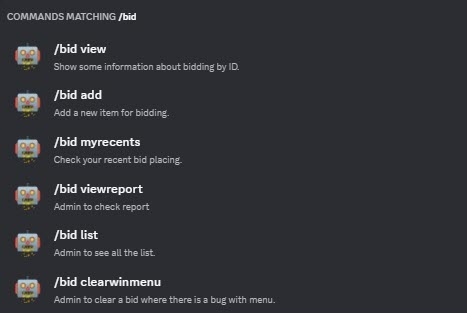 COMMANDS MATCHING /bid
/bid view
Show some information about bidding by ID.
/bid add
Add a new item for bidding.
/bid myrecents
Check your recent bid placing.
/bid viewreport
Admin to check report
/bid list
Admin to see all the list.
/bid clearwinmenu
Admin to clear a bid where there is a bug with menu.